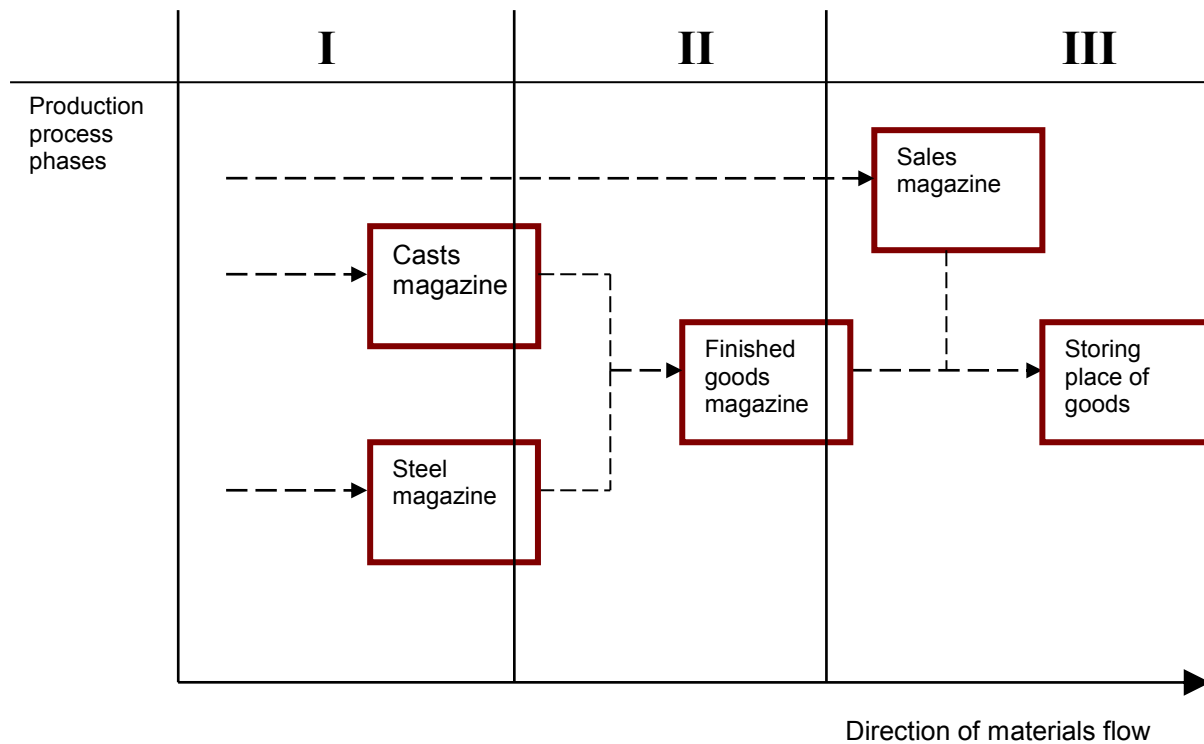 I
II
III
Production
process
phases
Sales
magazine
Casts
magazine
Finished
goods
magazine
Storing
place of
goods
Steel
magazine
Direction of materials flow